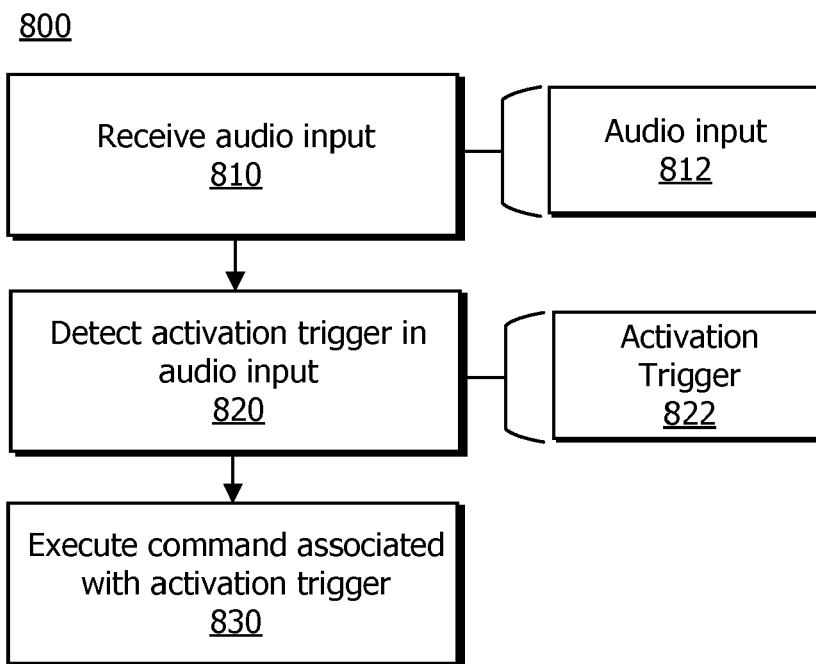 800
Receive audio input
810
Audio input
812
Detect activation trigger in
audio input
820
Activation
Trigger
822
Execute command associated
with activation trigger
830